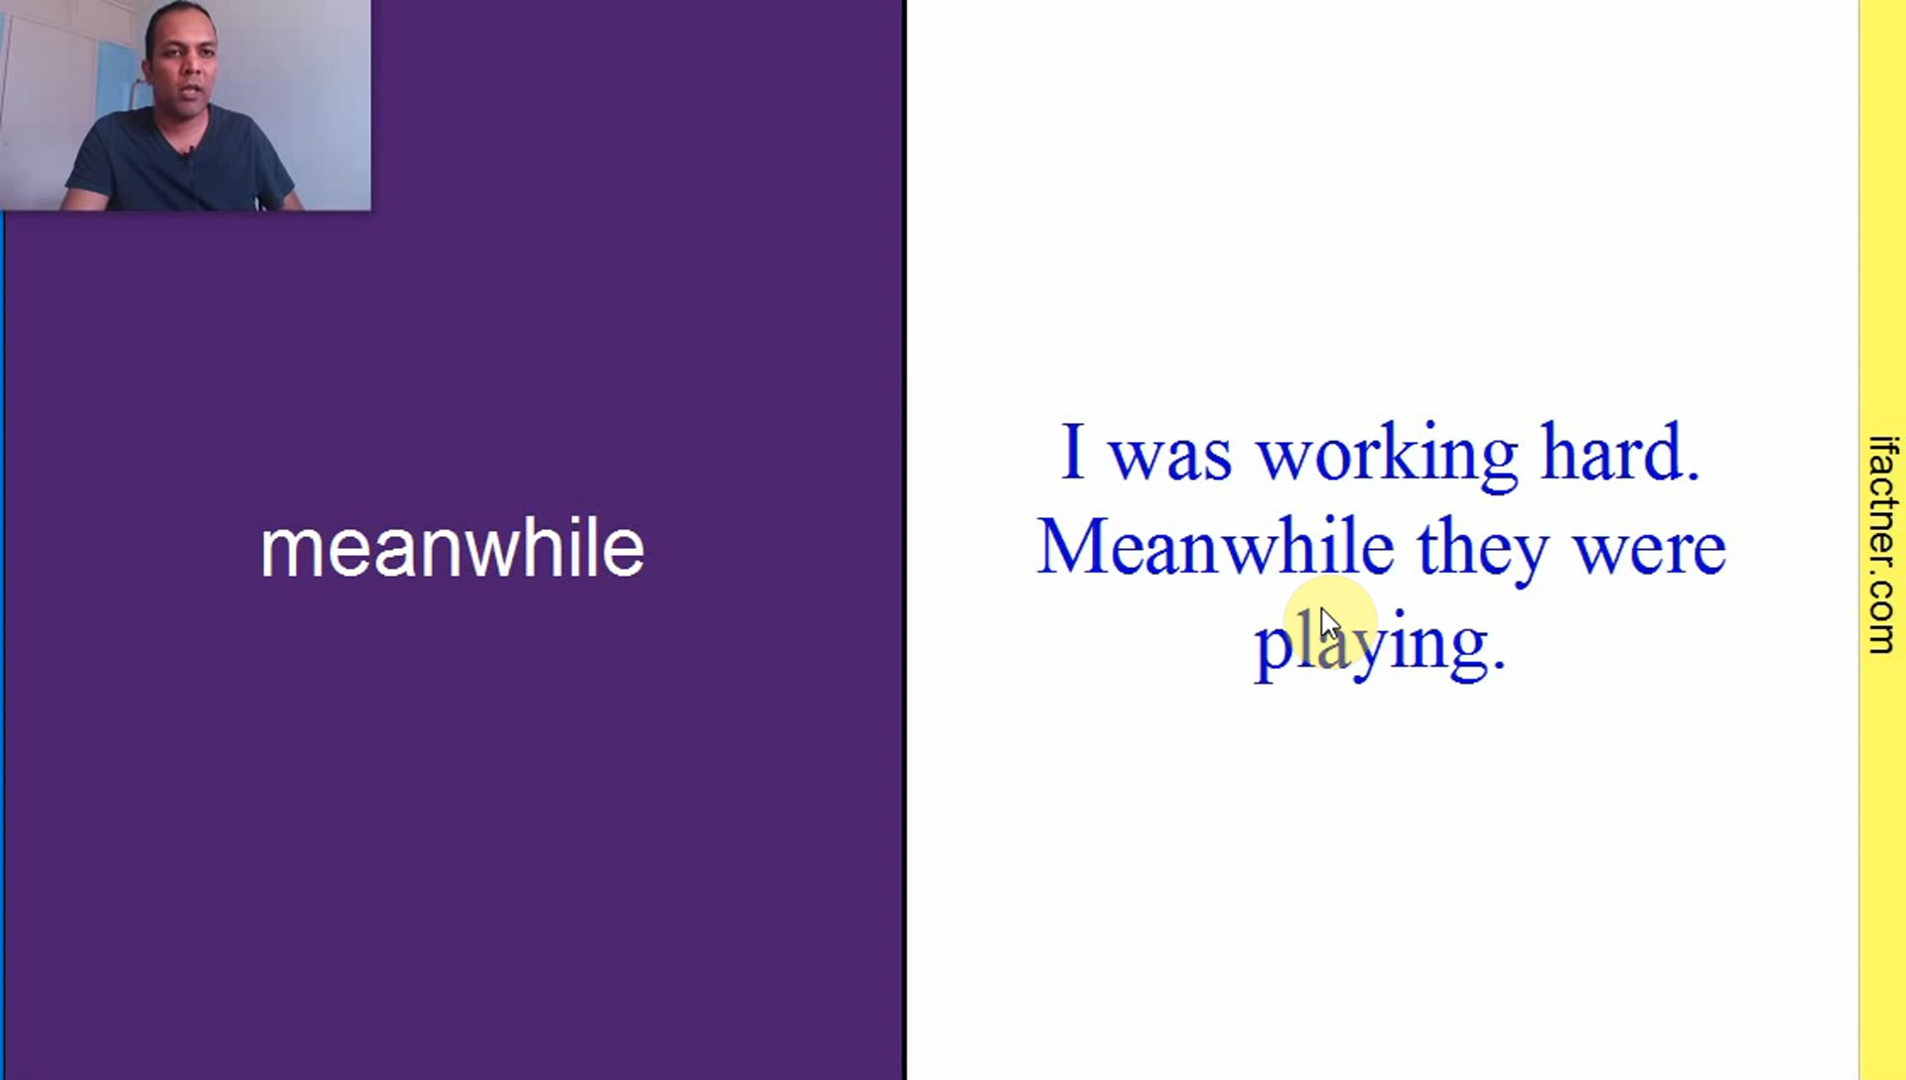 meanwhile
I was working hard.
Meanwhile they were
playing.
ifactner.com